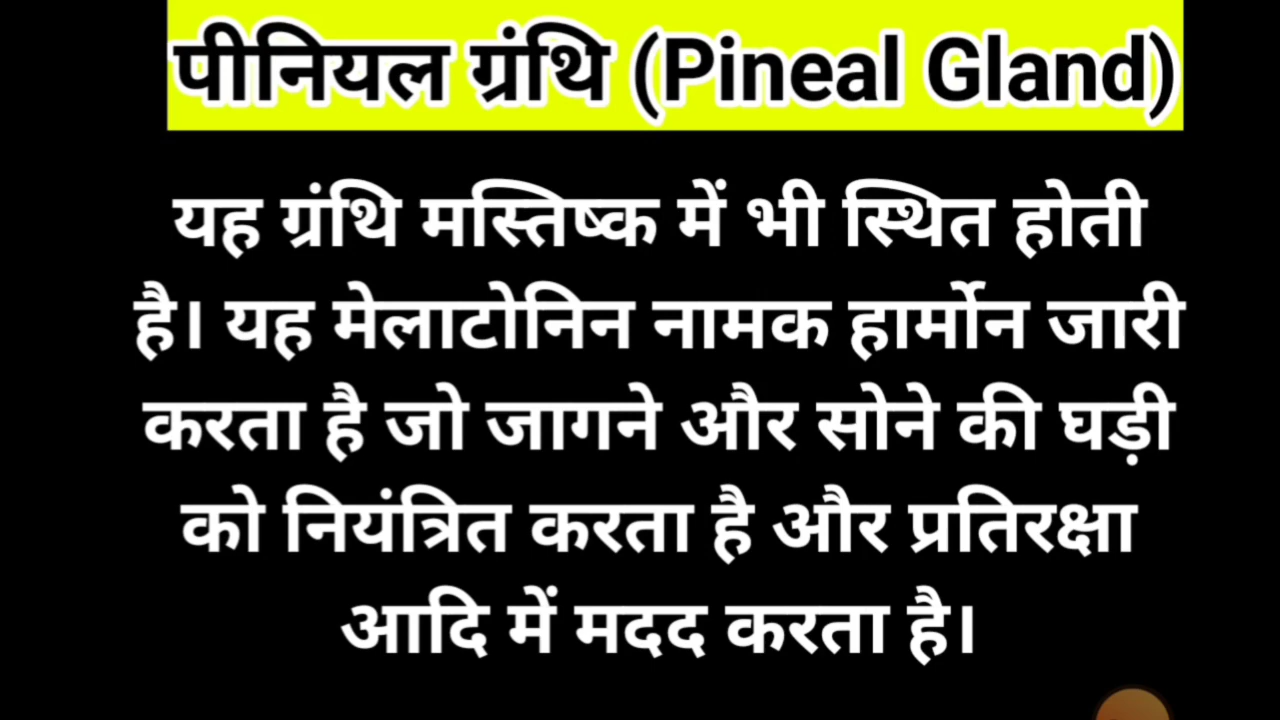 पीनियल ग्रंथि (Pineal Gland)
यह ग्रंथि मस्तिष्क में भी स्थित होती
है। यह मेलाटोनिन नामक हार्मोन जारी
करता है जो जागने और सोने की घड़ी
को नियंत्रित करता है और प्रतिरक्षा
आदि में मदद करता है।